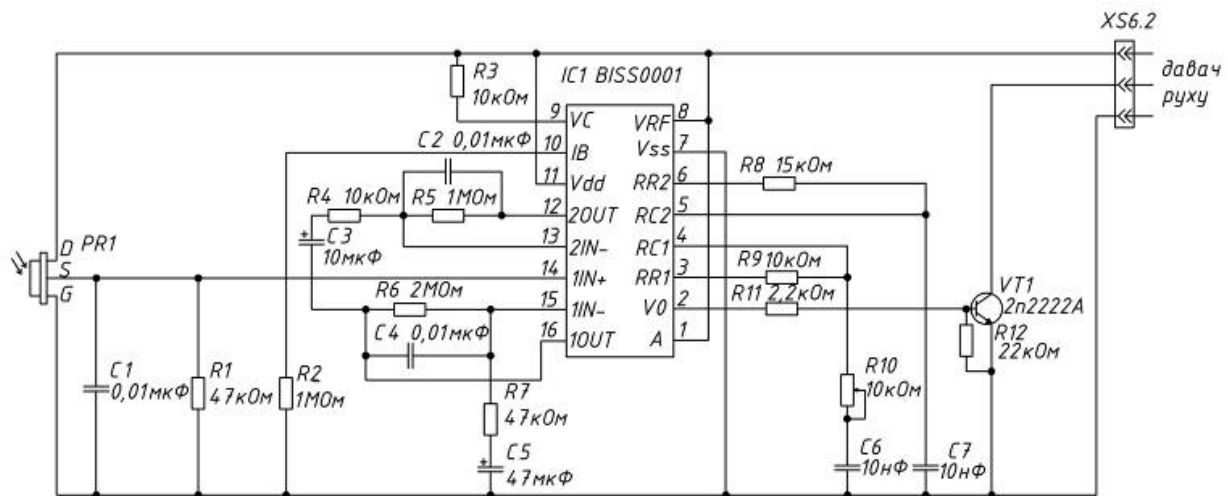 XS6.2
давач
руху
R3
10кОм
IC1 BISS0001
9
VC
VRF
8
C2 0,01мкФ
10
IB
Vss
7
11
Vdd
RR2
6
R8 15кОм
R4 10кОм
R5 1МОм
12
2OUT
RC2
5
C3
10мкФ
13
2IN-
RC1
4
D PR1
S
G
14
1IN+
RR1
3
R9 10кОм
R6 2МОм
15
1IN-
V0
2
R11 2,2кОм
VT1
2n2222A
C4 0,01мкФ
16
1OUT
A
1
R12
22кОм
C1
0,01мкФ
R1
47кОм
R2
1МОм
R7
47кОм
R10
10кОм
C5
47мкФ
C6
10нФ
C7
10нФ